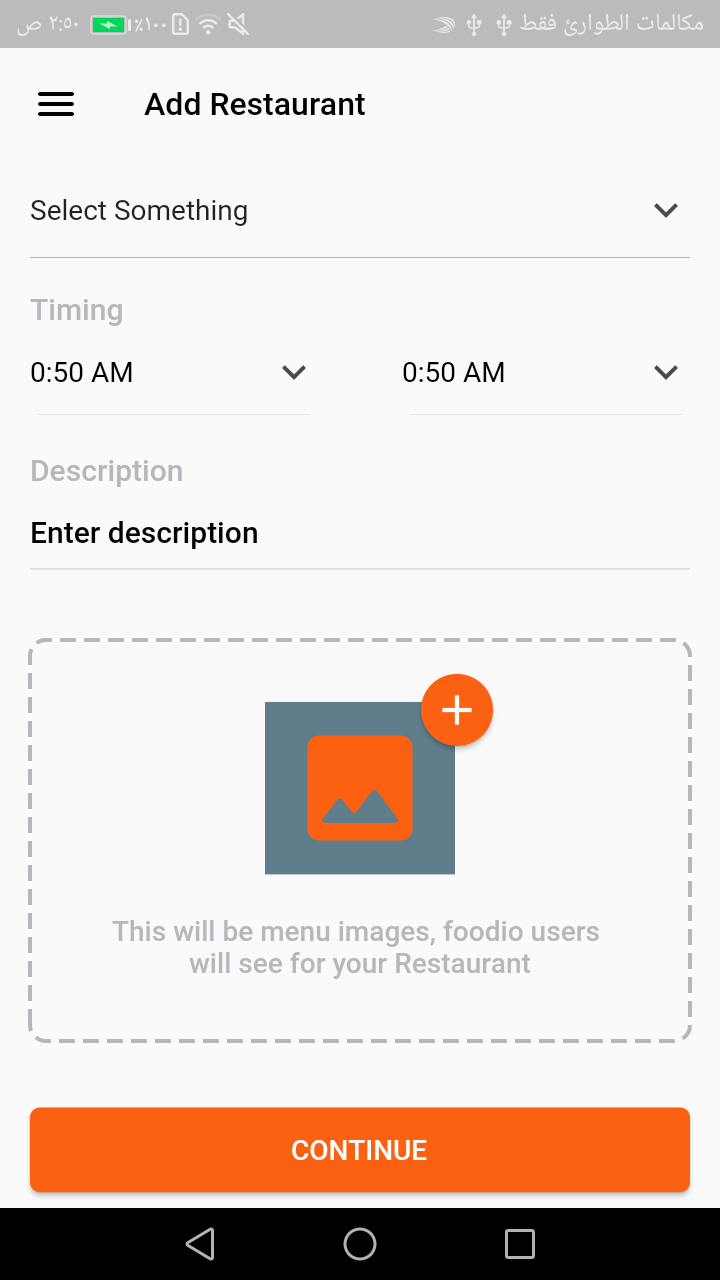 ٢:٥٠ ص
٪١٠٠
مكالمات الطوارئ فقط
Add Restaurant
Select Something
Timing
0:50 AM
0:50 AM
Description
Enter description
This will be menu images, foodio users
will see for your Restaurant
CONTINUE